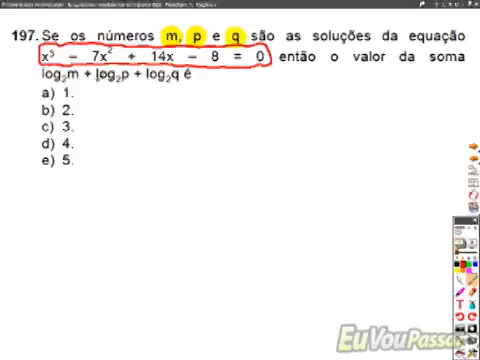 197. Se os números m, p e q são as soluções da equação
x³ - 7x² + 14x - 8 = 0 então o valor da soma
log₂m + log₂p + log₂q é
a) 1.
b) 2.
c) 3.
d) 4.
e) 5.
EuVouPassar